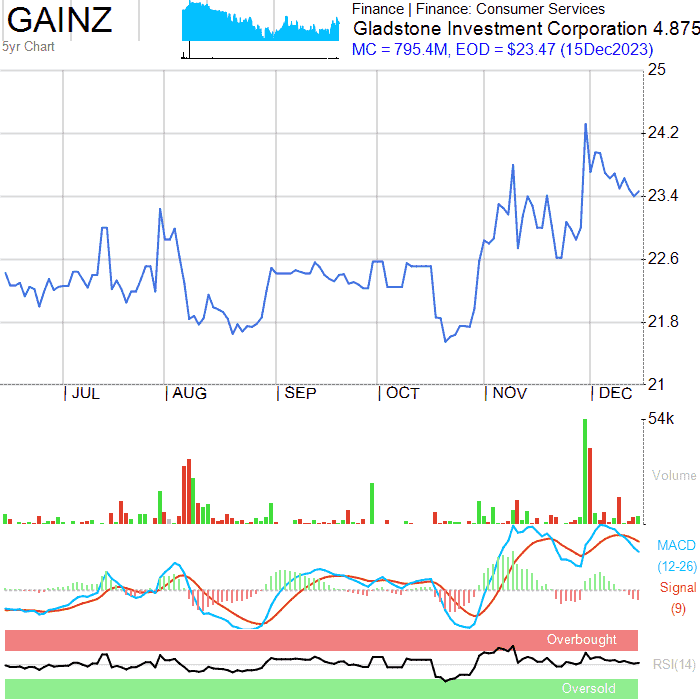 GAINZ
5yr Chart
Finance | Finance: Consumer Services
Gladstone Investment Corporation 4.875
MC = 795.4M, EOD = $23.47 (15Dec2023)
25
24.2
23.4
22.6
21.8
21
JUL AUG SEP OCT NOV DEC
54k
Volume
MACD
(12-26)
Signal
(9)
Overbought
RSI(14)
Oversold